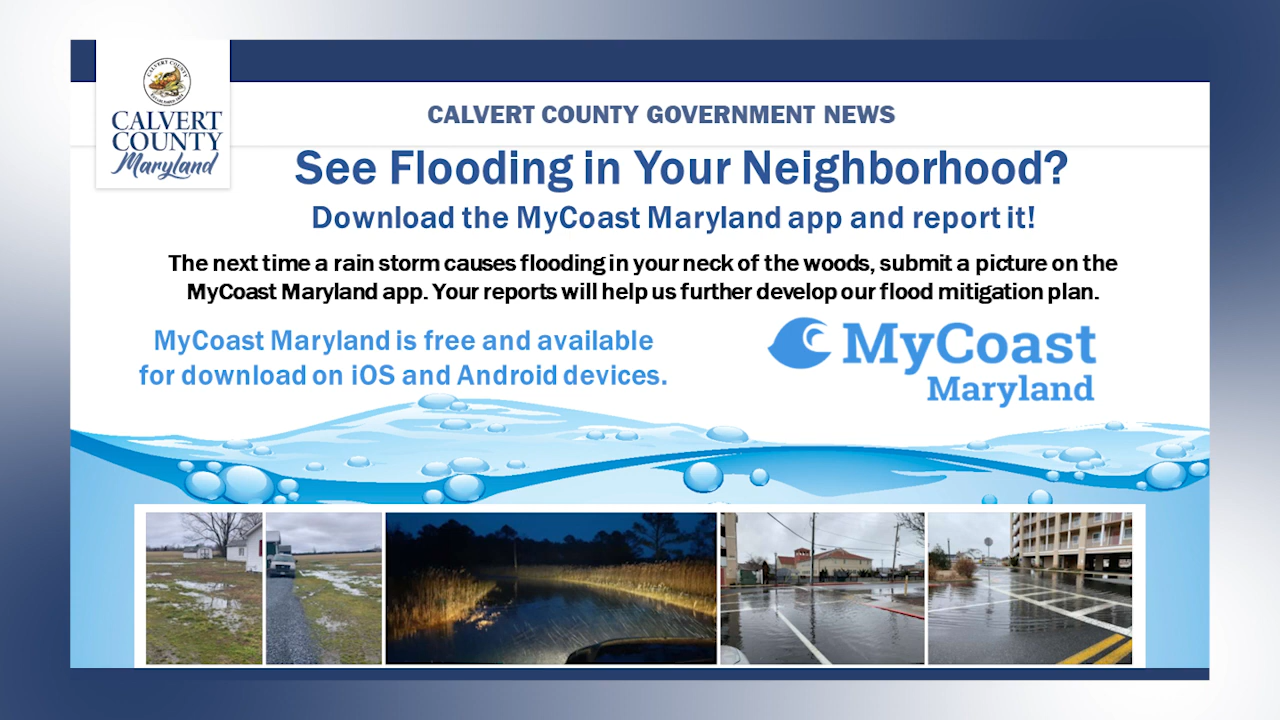 CALVERT COUNTY
CALVERT
COUNTY
Maryland
CALVERT COUNTY GOVERNMENT NEWS
See Flooding in Your Neighborhood?
Download the MyCoast Maryland app and report it!
The next time a rain storm causes flooding in your neck of the woods, submit a picture on the
MyCoast Maryland app. Your reports will help us further develop our flood mitigation plan.
MyCoast Maryland is free and available
for download on iOS and Android devices.
MyCoast
Maryland